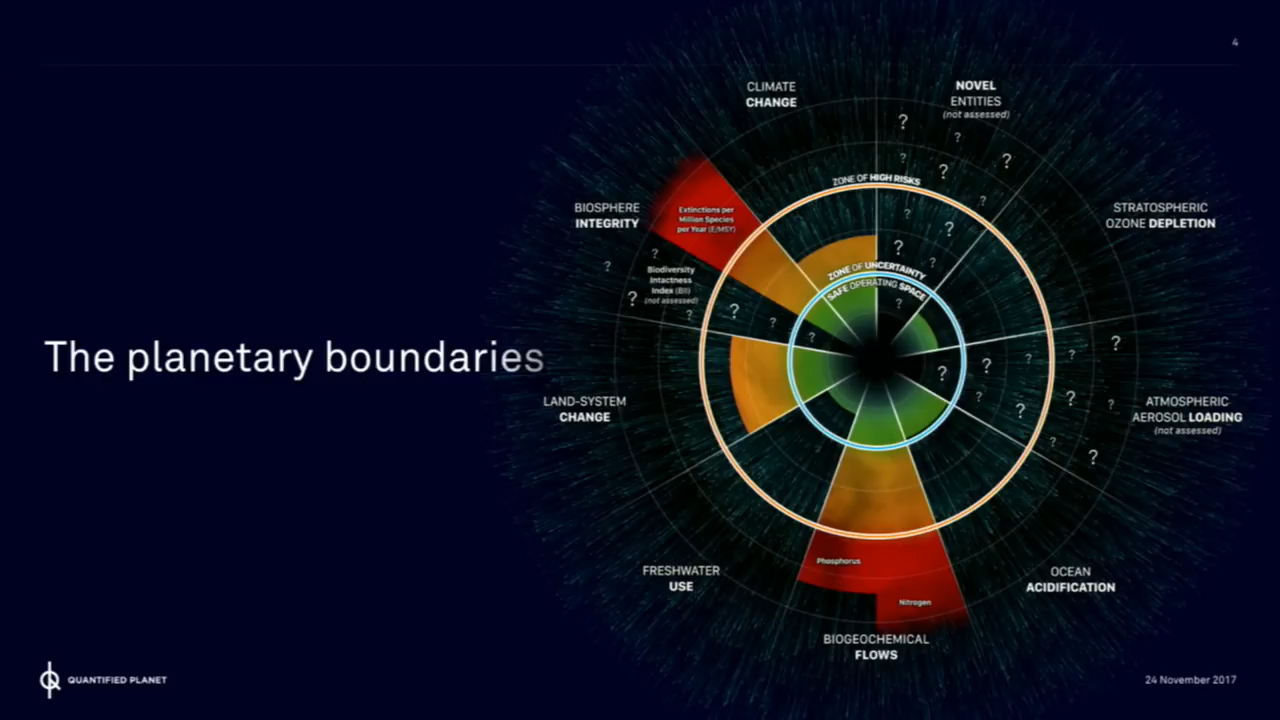 4
CLIMATE
CHANGE
NOVEL
ENTITIES
(not assessed)
?
?
?
?
?
ZONE OF HIGH RISKS
?
BIOSPHERE
INTEGRITY
Extinctions per
Million Species
per Year (E/MSY)
STRATOSPHERIC
OZONE DEPLETION
?
?
?
?
?
?
Biodiversity
Intactness
Index (BII)
(not assessed)
?
?
?
?
?
ZONE OF UNCERTAINTY
SAFE OPERATING SPACE
?
The planetary boundaries
?
?
?
?
?
?
?
?
?
?
?
LAND-SYSTEM
CHANGE
ATMOSPHERIC
AEROSOL LOADING
(not assessed)
Phosphorus
Nitrogen
FRESHWATER
USE
OCEAN
ACIDIFICATION
BIOGEOCHEMICAL
FLOWS
QUANTIFIED PLANET
24 November 2017